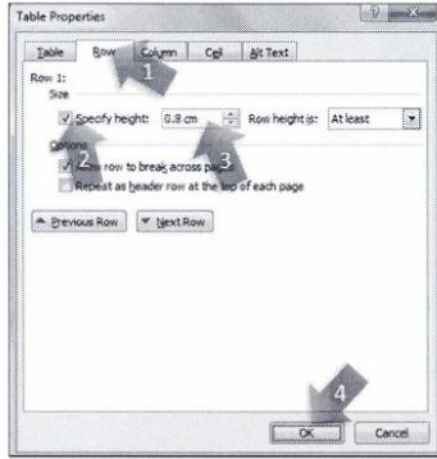 Table Properties
Table Row Column Cell Alt Text
1
Row 1:
Size
Specify height: 0.8 cm Row height is: At least
2 3
Options
row to break across pages
Repeat as header row at the top of each page
Previous Row Next Row
4
OK Cancel